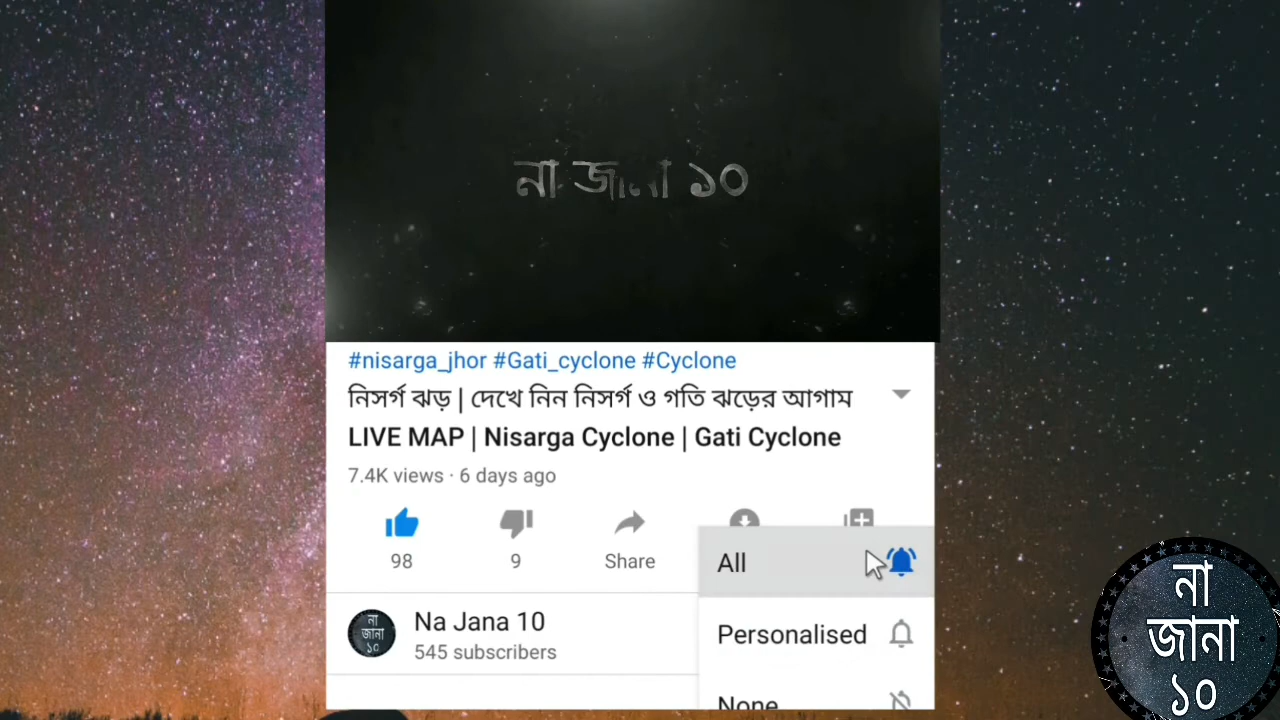 না জানা ১০
#nisarga_jhor #Gati_cyclone #Cyclone
নিসর্গ ঝড় | দেখে নিন নিসর্গ ও গতি ঝড়ের আগাম
LIVE MAP | Nisarga Cyclone | Gati Cyclone
7.4K views · 6 days ago
98
9
Share
All
Personalised
None
না
জানা
১০
Na Jana 10
545 subscribers
না
জানা
১০